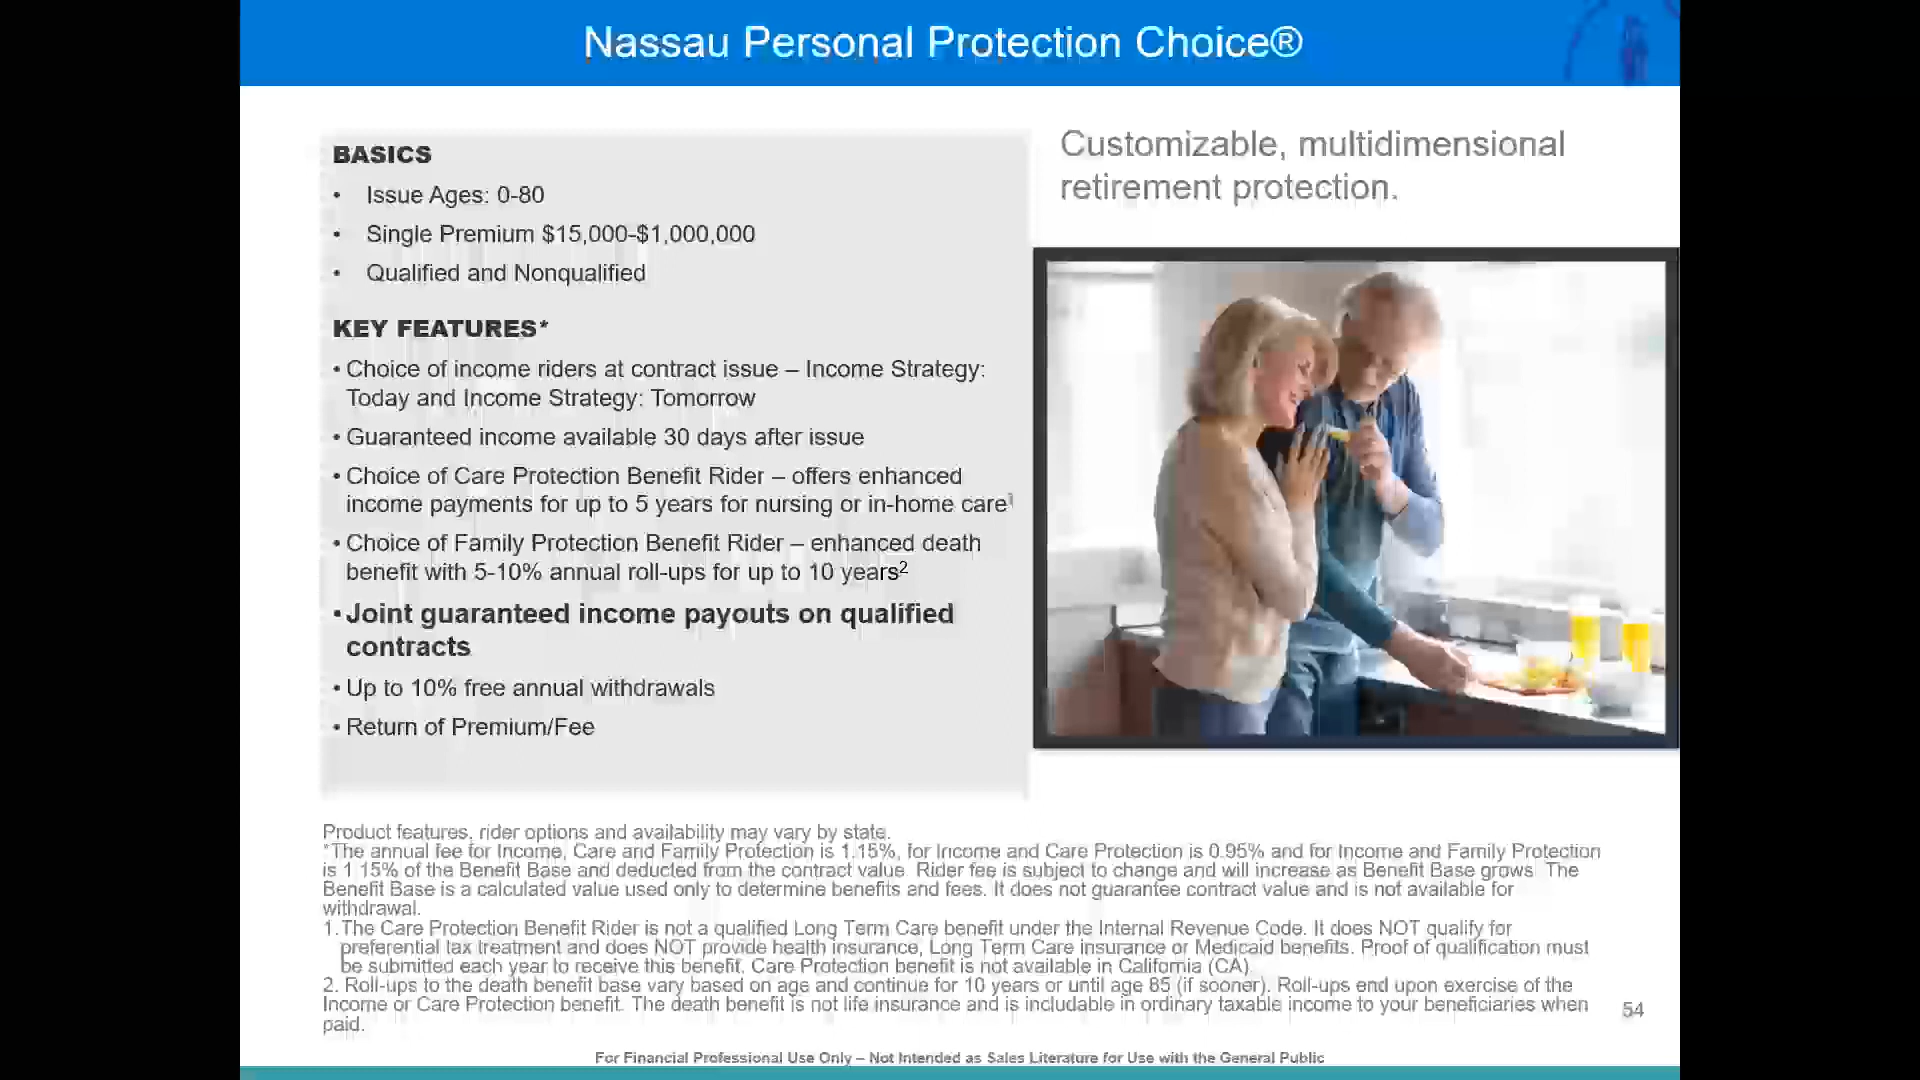 Nassau Personal Protection Choice®
BASICS
• Issue Ages: 0-80
• Single Premium $15,000-$1,000,000
• Qualified and Nonqualified
KEY FEATURES*
• Choice of income riders at contract issue – Income Strategy:
Today and Income Strategy: Tomorrow
• Guaranteed income available 30 days after issue
• Choice of Care Protection Benefit Rider – offers enhanced
income payments for up to 5 years for nursing or in-home care¹
• Choice of Family Protection Benefit Rider – enhanced death
benefit with 5-10% annual roll-ups for up to 10 years²
• Joint guaranteed income payouts on qualified
contracts
• Up to 10% free annual withdrawals
• Return of Premium/Fee
Customizable, multidimensional
retirement protection.
Product features, rider options and availability may vary by state.
*The annual fee for Income, Care and Family Protection is 1.15%, for Income and Care Protection is 0.95% and for Income and Family Protection
is 1.15% of the Benefit Base and deducted from the contract value. Rider fee is subject to change and will increase as Benefit Base grows. The
Benefit Base is a calculated value used only to determine benefits and fees. It does not guarantee contract value and is not available for
withdrawal.
1. The Care Protection Benefit Rider is not a qualified Long Term Care benefit under the Internal Revenue Code. It does NOT qualify for
preferential tax treatment and does NOT provide health insurance, Long Term Care insurance or Medicaid benefits. Proof of qualification must
be submitted each year to receive this benefit. Care Protection benefit is not available in California (CA).
2. Roll-ups to the death benefit base vary based on age and continue for 10 years or until age 85 (if sooner). Roll-ups end upon exercise of the
Income or Care Protection benefit. The death benefit is not life insurance and is includable in ordinary taxable income to your beneficiaries when
paid.
54
For Financial Professional Use Only – Not Intended as Sales Literature for Use with the General Public